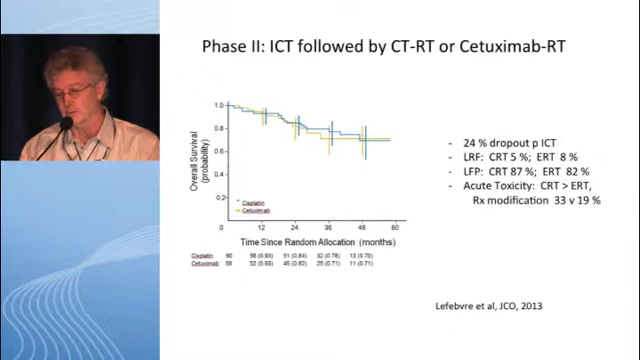 Phase II: ICT followed by CT-RT or Cetuximab-RT
Overall Survival
(probability)
1.0
0.8
0.6
0.4
0.2
Cisplatin
Cetuximab
0 12 24 36 48 60
Time Since Random Allocation (months)
Cisplatin 60 56 (0.93) 51 (0.84) 32 (0.78) 13 (0.70)
Cetuximab 56 52 (0.93) 45 (0.82) 25 (0.71) 11 (0.71)
- 24 % dropout p ICT
- LRF: CRT 5 %; ERT 8 %
- LFP: CRT 87 %; ERT 82 %
- Acute Toxicity: CRT > ERT,
Rx modification 33 v 19 %
Lefebvre et al, JCO, 2013